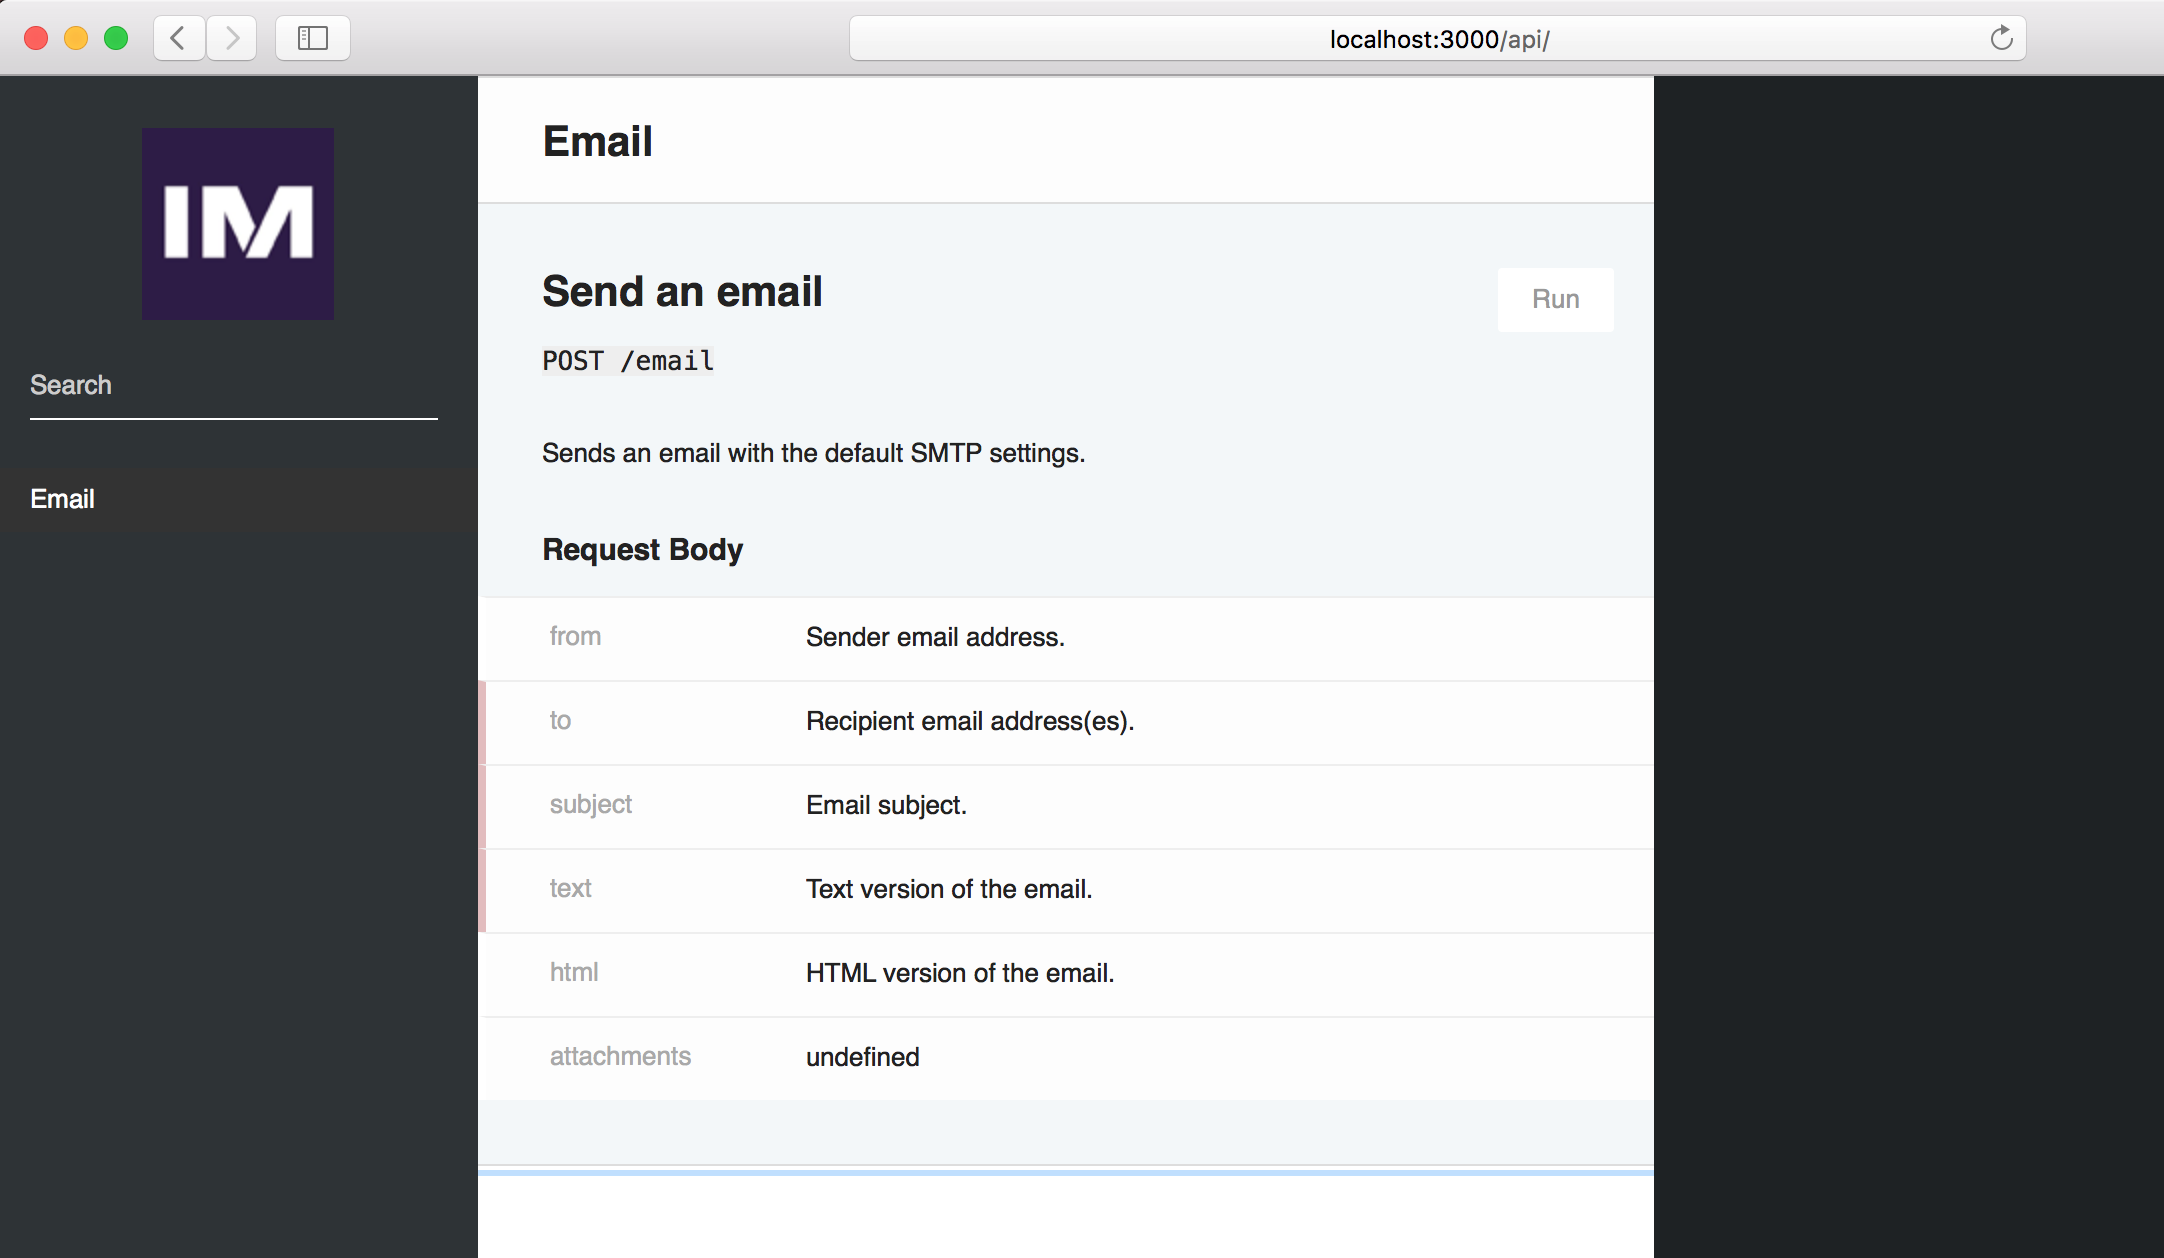 localhost:3000/api/
IM
Search
Email
Email
Send an email
Run
POST /email
Sends an email with the default SMTP settings.
Request Body
from Sender email address.
to Recipient email address(es).
subject Email subject.
text Text version of the email.
html HTML version of the email.
attachments undefined